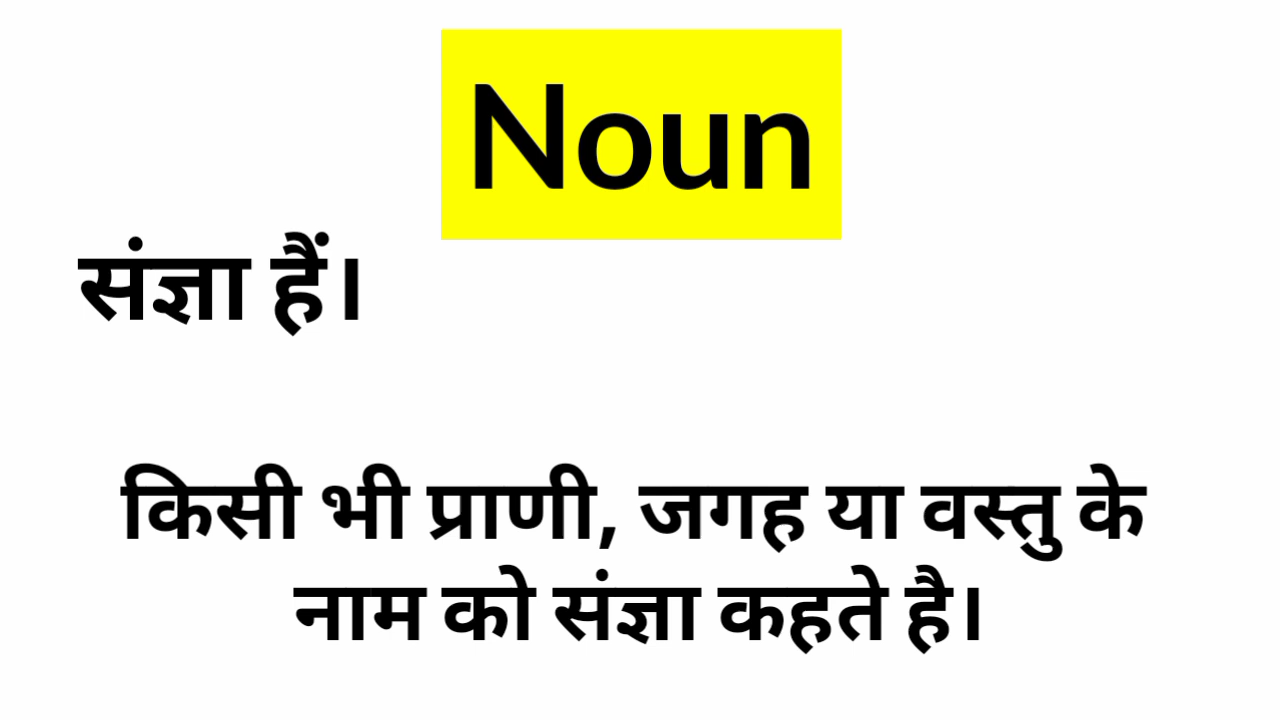 Noun
संज्ञा हैं।
किसी भी प्राणी, जगह या वस्तु के
नाम को संज्ञा कहते है।